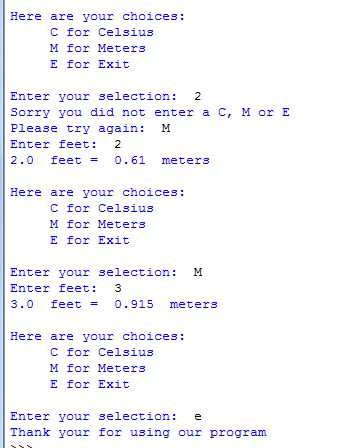 Here are your choices:
C for Celsius
M for Meters
E for Exit
Enter your selection:  2
Sorry you did not enter a C, M or E
Please try again:  M
Enter feet:  2
2.0  feet =  0.61  meters
Here are your choices:
C for Celsius
M for Meters
E for Exit
Enter your selection:  M
Enter feet:  3
3.0  feet =  0.915  meters
Here are your choices:
C for Celsius
M for Meters
E for Exit
Enter your selection:  e
Thank your for using our program
>>>